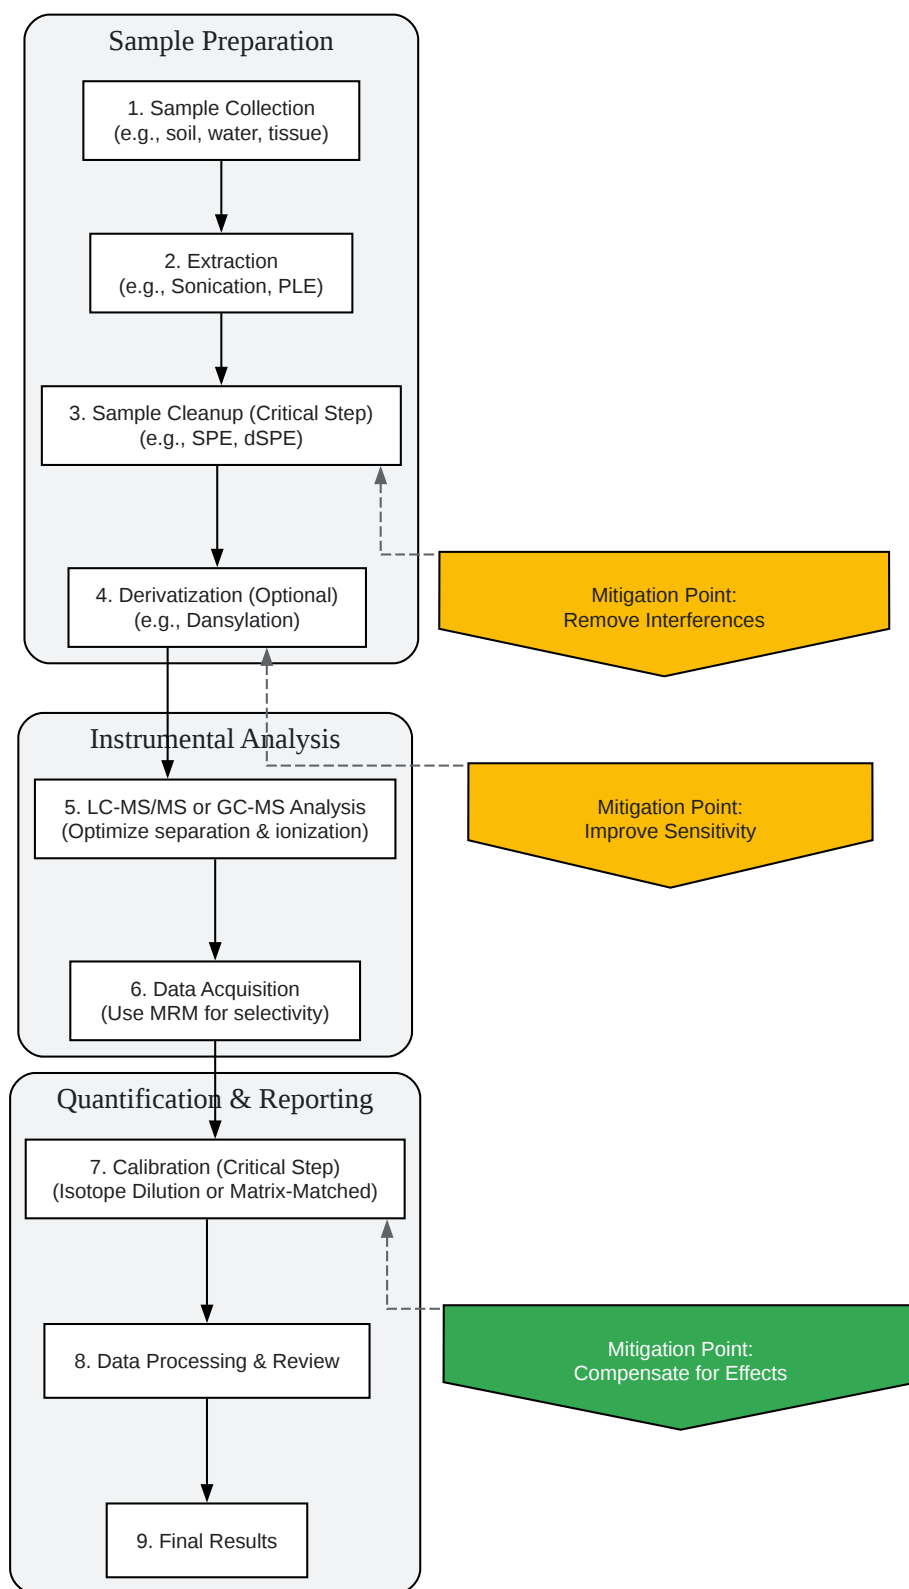 Sample Preparation
1. Sample Collection
(e.g., soil, water, tissue)
2. Extraction
(e.g., Sonication, PLE)
3. Sample Cleanup (Critical Step)
(e.g., SPE, dSPE)
4. Derivatization (Optional)
(e.g., Dansylation)
Mitigation Point:
Remove Interferences
Instrumental Analysis
5. LC-MS/MS or GC-MS Analysis
(Optimize separation & ionization)
Mitigation Point:
Improve Sensitivity
6. Data Acquisition
(Use MRM for selectivity)
Quantification & Reporting
7. Calibration (Critical Step)
(Isotope Dilution or Matrix-Matched)
8. Data Processing & Review
Mitigation Point:
Compensate for Effects
9. Final Results